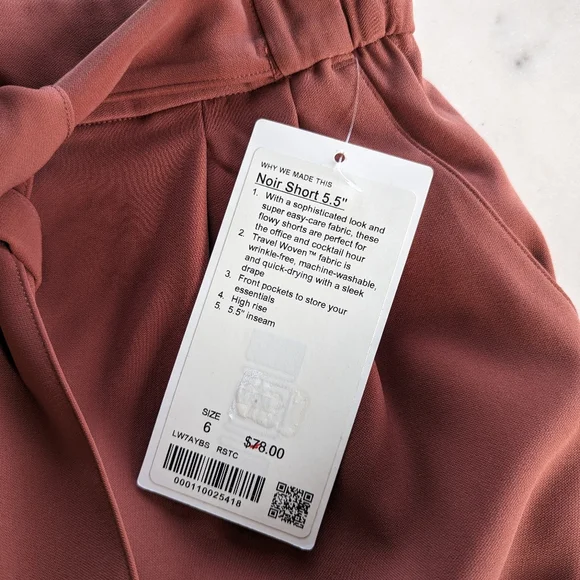 WHY WE MADE THIS
Noir Short 5.5"
1. With a sophisticated look and
super easy-care fabric, these
flowy shorts are perfect for
the office and cocktail hour
2. Travel Woven™ fabric is
wrinkle-free, machine-washable,
and quick-drying with a sleek
drape
3. Front pockets to store your
essentials
4. High rise
5. 5.5" inseam
SIZE
6
$78.00
LW7AYBS RSTC
000110025418